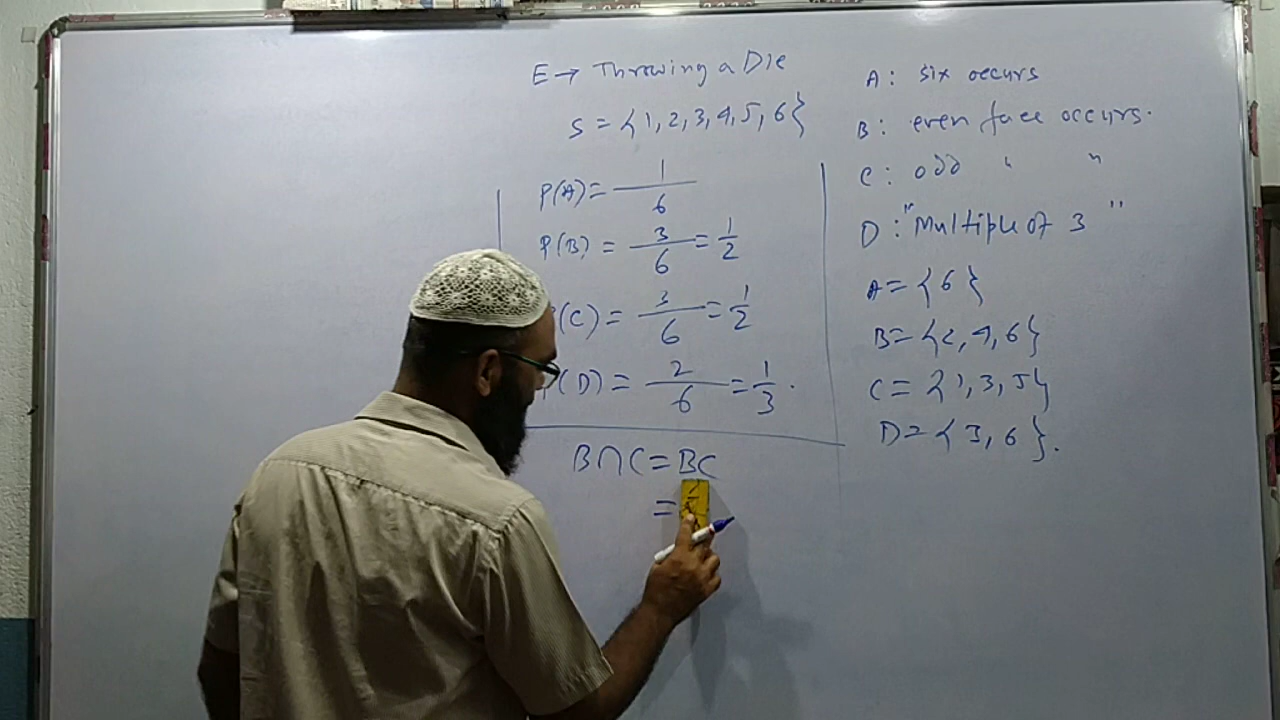 E → Throwing a Die
S = {1, 2, 3, 4, 5, 6}
P(A) = 1/6
P(B) = 3/6 = 1/2
(C) = 3/6 = 1/2
(D) = 2/6 = 1/3.
B∩C = BC
=
A: six occurs
B: even face occurs.
C: odd " "
D: "Multiple of 3"
A = {6}
B = {2, 4, 6}
C = {1, 3, 5}
D = {3, 6}.